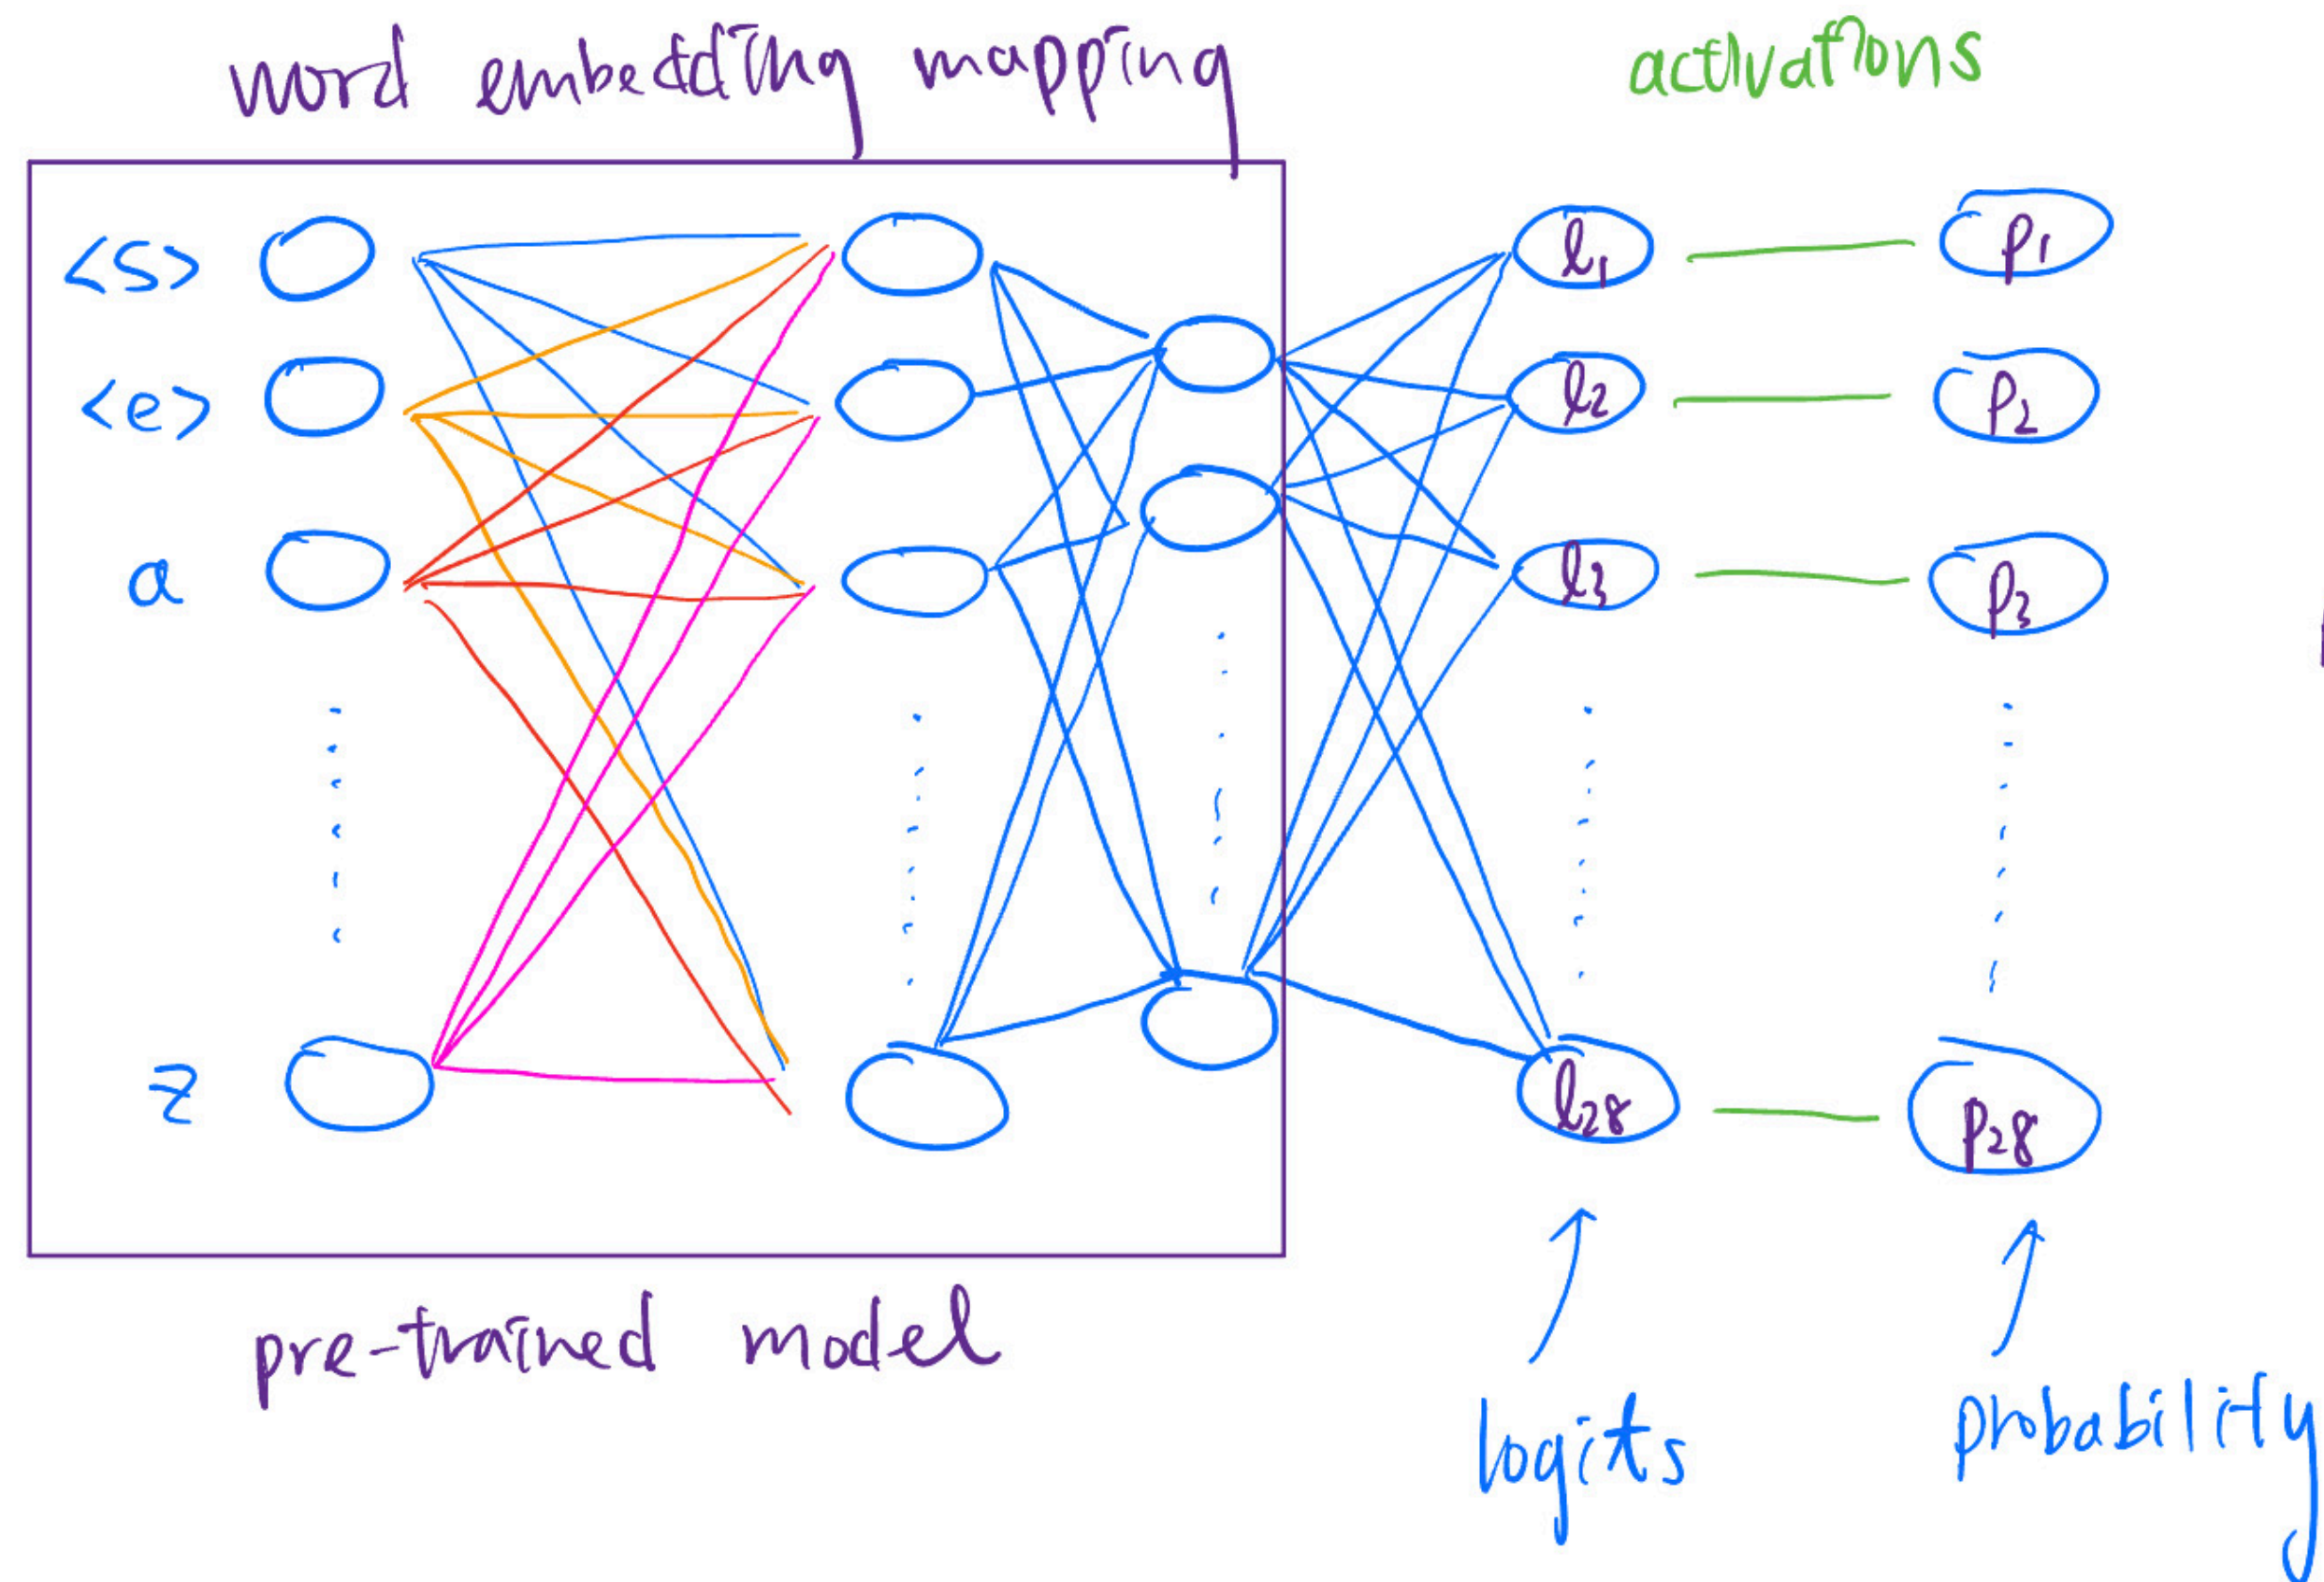 word embedding mapping
activations
<s>
l1
p1
<e>
l2
p2
a
l3
p3
z
l28
p28
pre-trained model
logits
probability